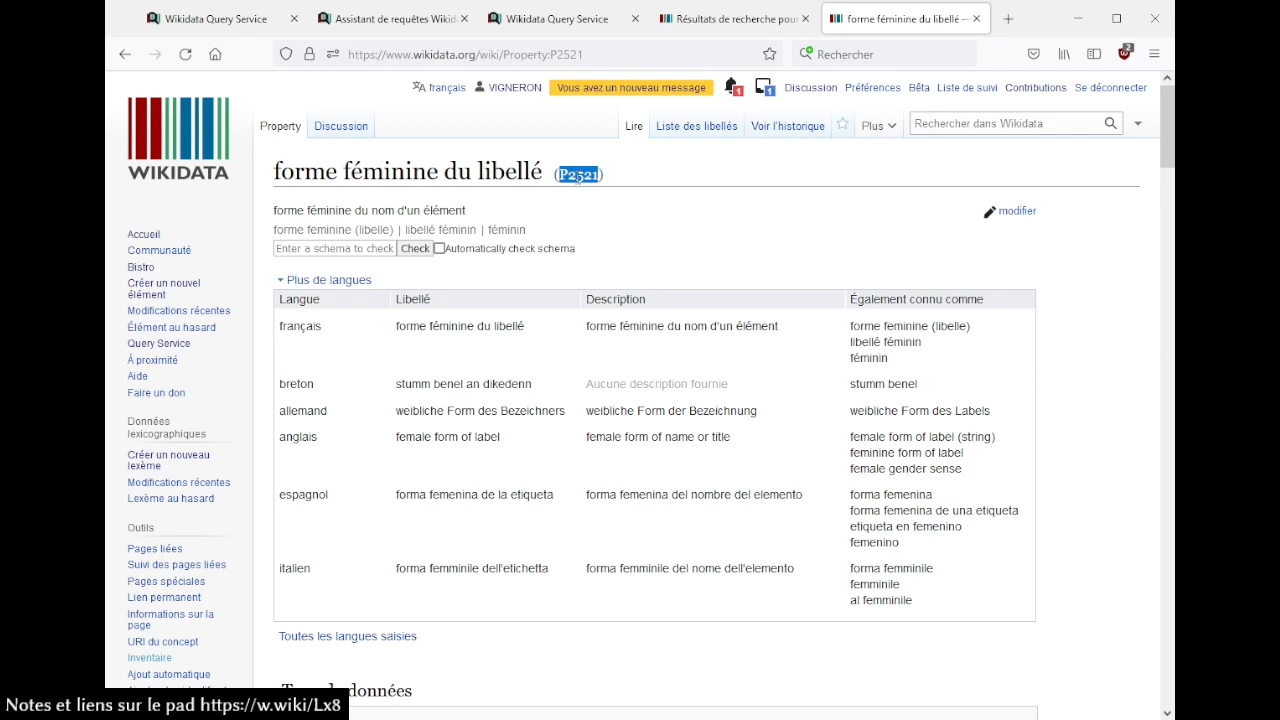 Wikidata Query Service
Assistant de requêtes Wikidat
Wikidata Query Service
Résultats de recherche pour
forme féminine du libellé —
https://www.wikidata.org/wiki/Property:P2521
Rechercher
2
français
VIGNERON
Vous avez un nouveau message
1
1
Discussion
Préférences
Bêta
Liste de suivi
Contributions
Se déconnecter
Property
Discussion
Lire
Liste des libellés
Voir l'historique
Plus
Rechercher dans Wikidata
WIKIDATA
forme féminine du libellé (P2521)
forme féminine du nom d'un élément
modifier
forme feminine (libelle) | libellé féminin | féminin
Enter a schema to check
Check
Automatically check schema
Plus de langues
Langue Libellé Description Également connu comme
français forme féminine du libellé forme féminine du nom d'un élément forme feminine (libelle)
libellé féminin
féminin
breton stumm benel an dikedenn Aucune description fournie stumm benel
allemand weibliche Form des Bezeichners weibliche Form der Bezeichnung weibliche Form des Labels
anglais female form of label female form of name or title female form of label (string)
feminine form of label
female gender sense
espagnol forma femenina de la etiqueta forma femenina del nombre del elemento forma femenina
forma femenina de una etiqueta
etiqueta en femenino
femenino
italien forma femminile dell'etichetta forma femminile del nome dell'elemento forma femminile
femminile
al femminile
Toutes les langues saisies
données
Accueil
Communauté
Bistro
Créer un nouvel
élément
Modifications récentes
Élément au hasard
Query Service
À proximité
Aide
Faire un don
Données
lexicographiques
Créer un nouveau
lexème
Modifications récentes
Lexème au hasard
Outils
Pages liées
Suivi des pages liées
Pages spéciales
Lien permanent
Informations sur la
page
URI du concept
Inventaire
Ajout automatique
Notes et liens sur le pad https://w.wiki/Lx8